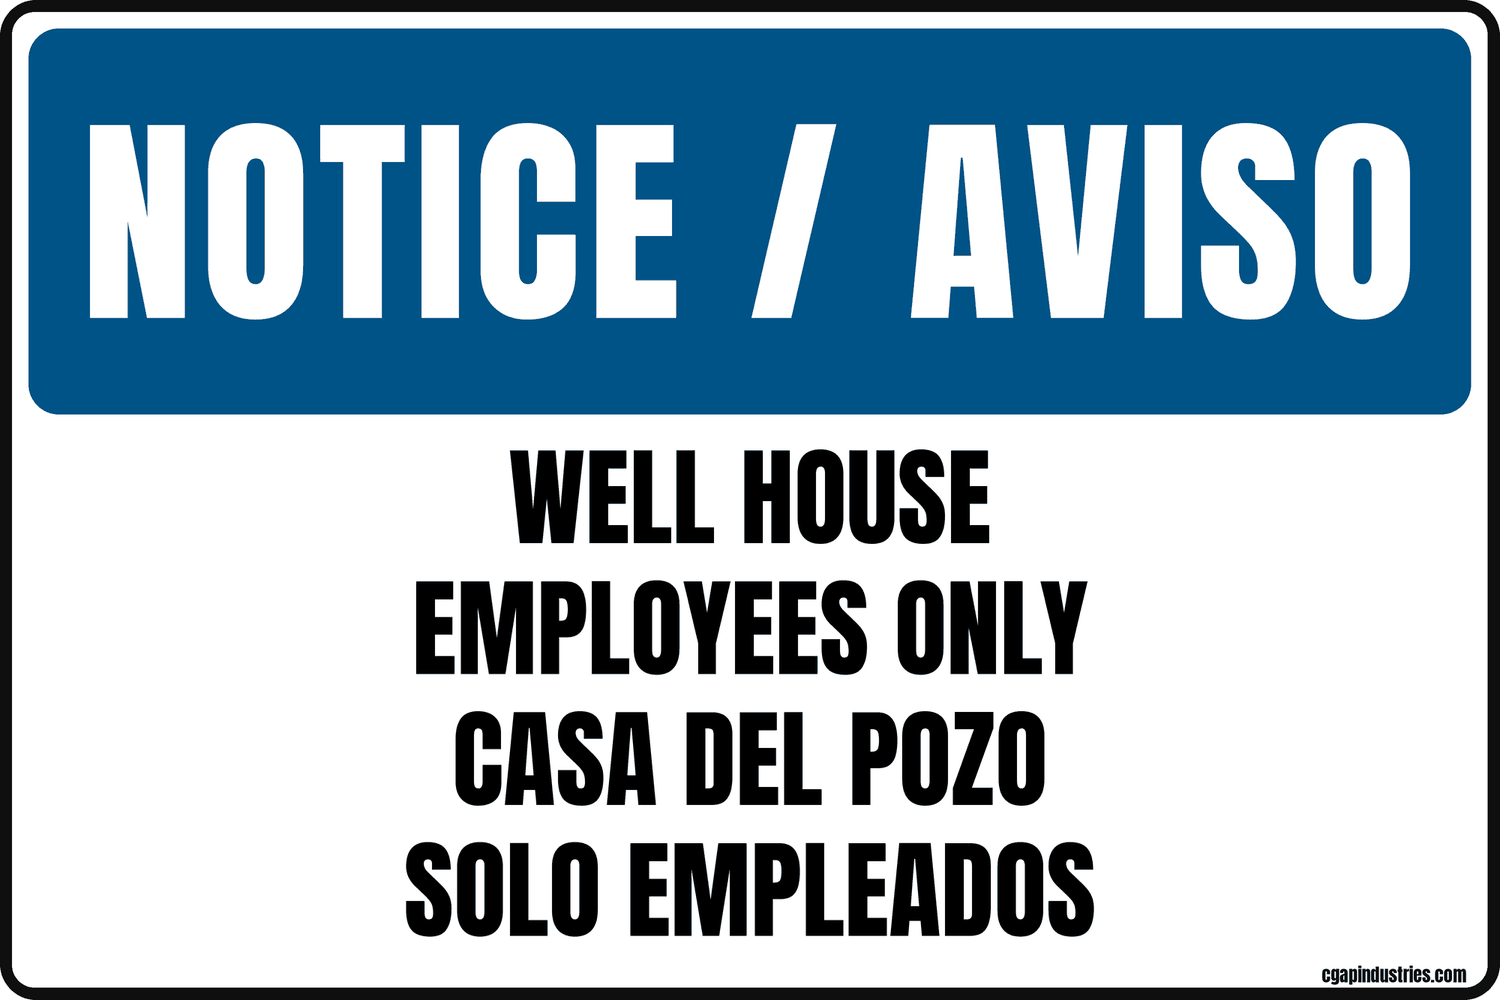 NOTICE / AVISO
WELL HOUSE
EMPLOYEES ONLY
CASA DEL POZO
SOLO EMPLEADOS
cgapindustries.com